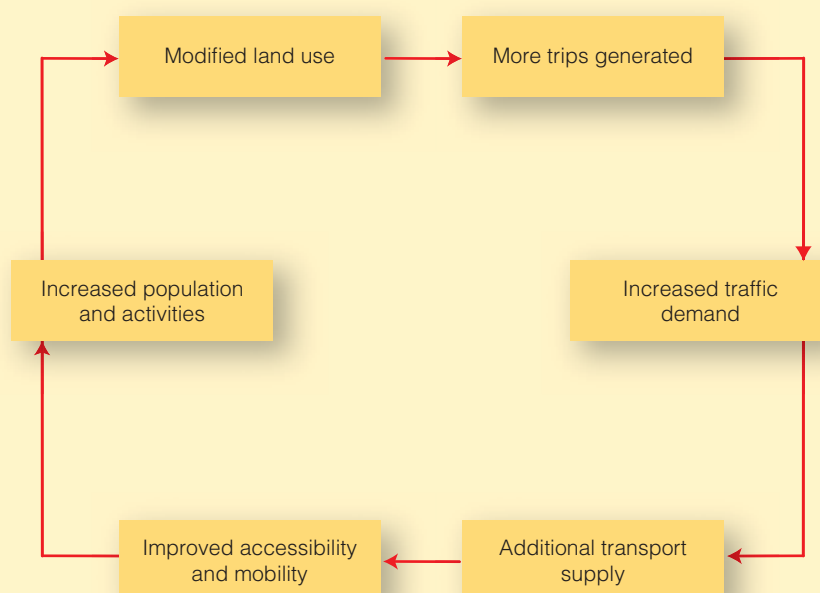 Modified land use
More trips generated
Increased population
and activities
Increased traffic
demand
Improved accessibility
and mobility
Additional transport
supply